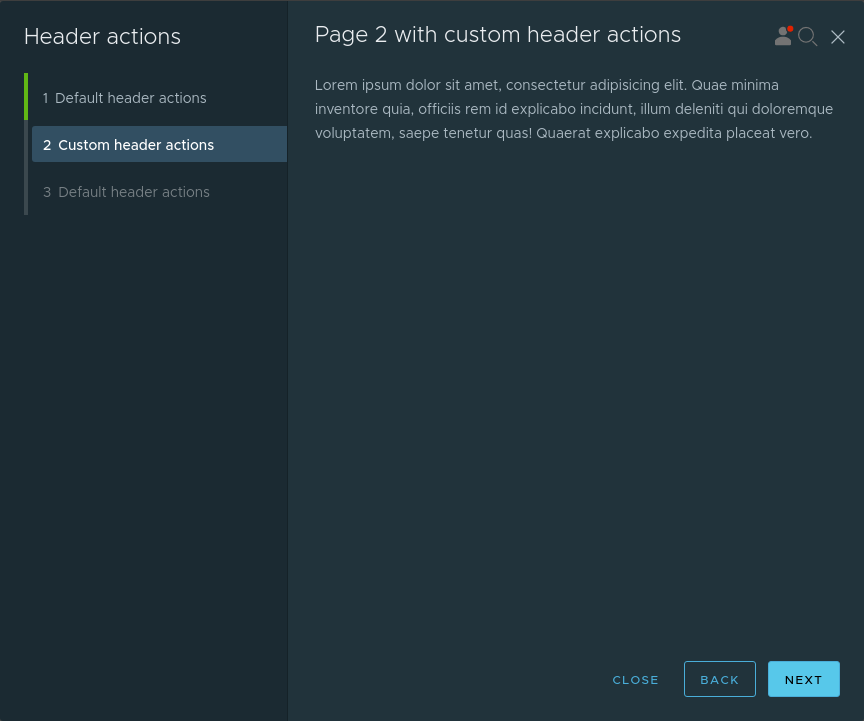 Header actions
1 Default header actions
2 Custom header actions
3 Default header actions
Page 2 with custom header actions
Lorem ipsum dolor sit amet, consectetur adipisicing elit. Quae minima
inventore quia, officiis rem id explicabo incidunt, illum deleniti qui doloremque
voluptatem, saepe tenetur quas! Quaerat explicabo expedita placeat vero.
CLOSE
BACK
NEXT